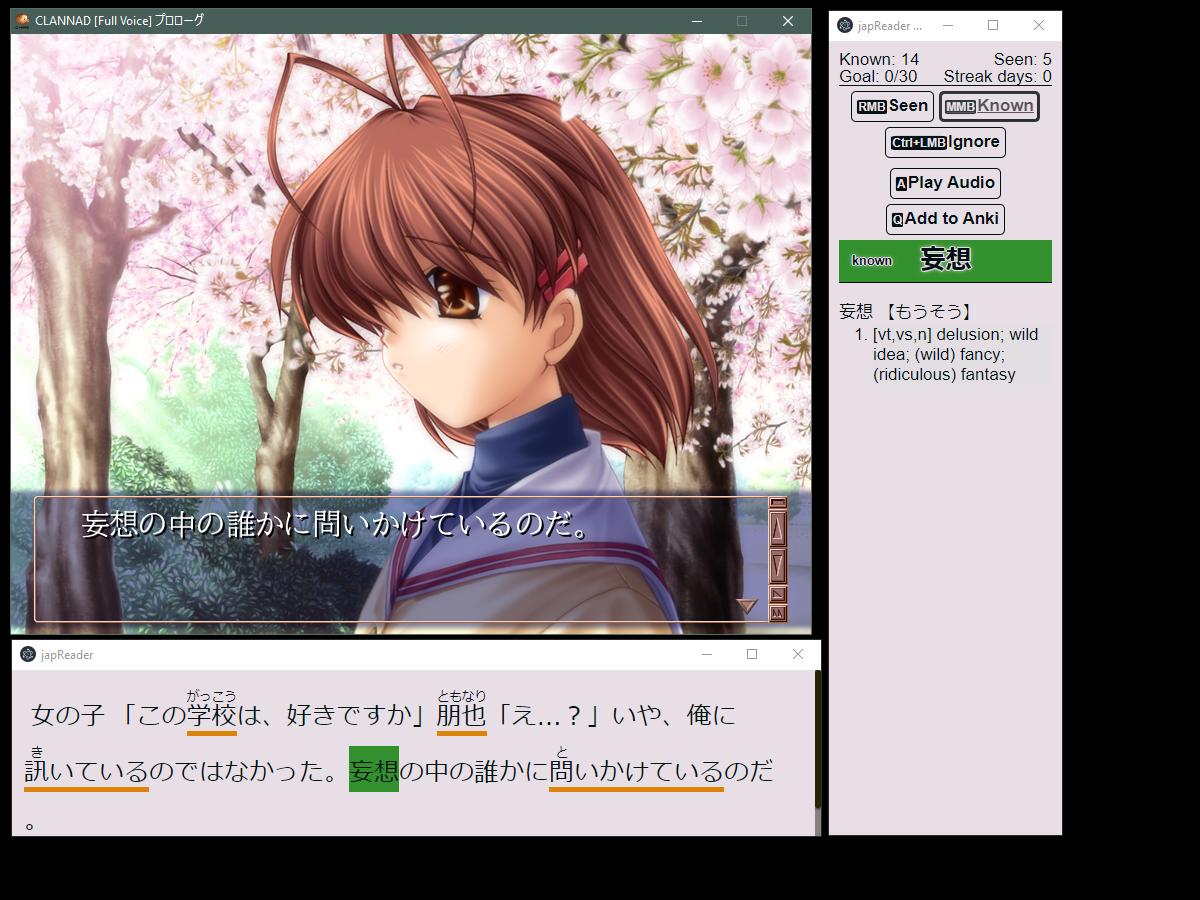 CLANNAD [Full Voice] プロローグ
妄想の中の誰かに問いかけているのだ。
japReader
がっこう ともなり
女の子 「この学校は、好きですか」朋也「え…？」いや、俺に
き と
訊いているのではなかった。妄想の中の誰かに問いかけているのだ
。
japReader ...
Known: 14 Seen: 5
Goal: 0/30 Streak days: 0
RMB Seen MMB Known
Ctrl+LMB Ignore
A Play Audio
Q Add to Anki
known 妄想
妄想 【もうそう】
1. [vt,vs,n] delusion; wild
idea; (wild) fancy;
(ridiculous) fantasy